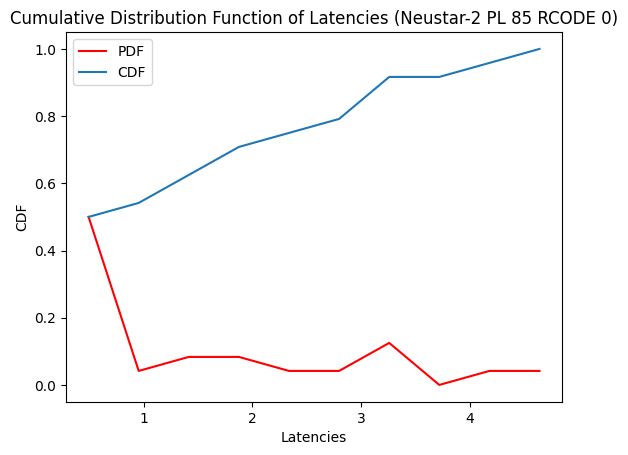 Cumulative Distribution Function of Latencies (Neustar-2 PL 85 RCODE 0)
PDF
CDF
1.0
0.8
0.6
0.4
0.2
0.0
CDF
1 2 3 4
Latencies